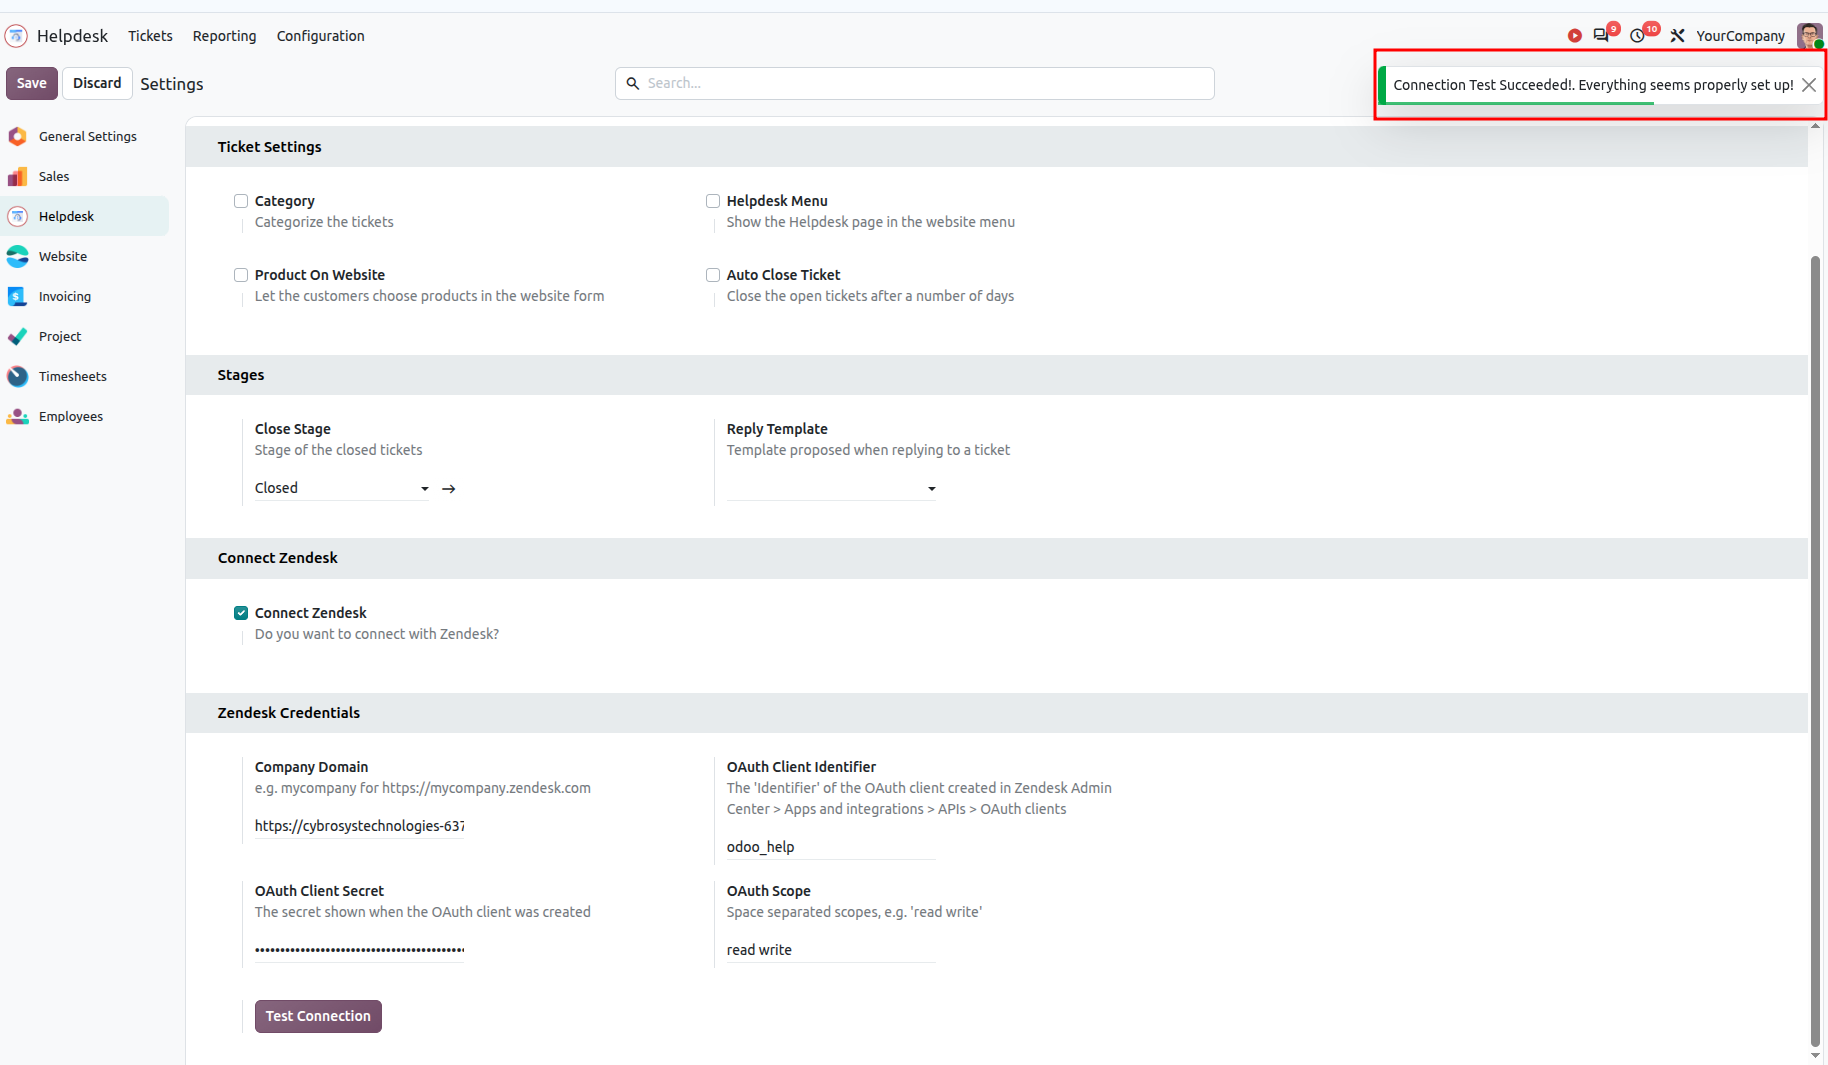 Helpdesk Tickets Reporting Configuration 9 10 YourCompany
Save Discard Settings Search... Connection Test Succeeded!. Everything seems properly set up!
General Settings
Sales
Helpdesk
Website
Invoicing
Project
Timesheets
Employees
Ticket Settings
Category
Categorize the tickets
Helpdesk Menu
Show the Helpdesk page in the website menu
Product On Website
Let the customers choose products in the website form
Auto Close Ticket
Close the open tickets after a number of days
Stages
Close Stage
Stage of the closed tickets
Closed
Reply Template
Template proposed when replying to a ticket
Connect Zendesk
Connect Zendesk
Do you want to connect with Zendesk?
Zendesk Credentials
Company Domain
e.g. mycompany for https://mycompany.zendesk.com
https://cybrosystechnologies-637
OAuth Client Identifier
The 'Identifier' of the OAuth client created in Zendesk Admin
Center > Apps and integrations > APIs > OAuth clients
odoo_help
OAuth Client Secret
The secret shown when the OAuth client was created
OAuth Scope
Space separated scopes, e.g. 'read write'
read write
Test Connection